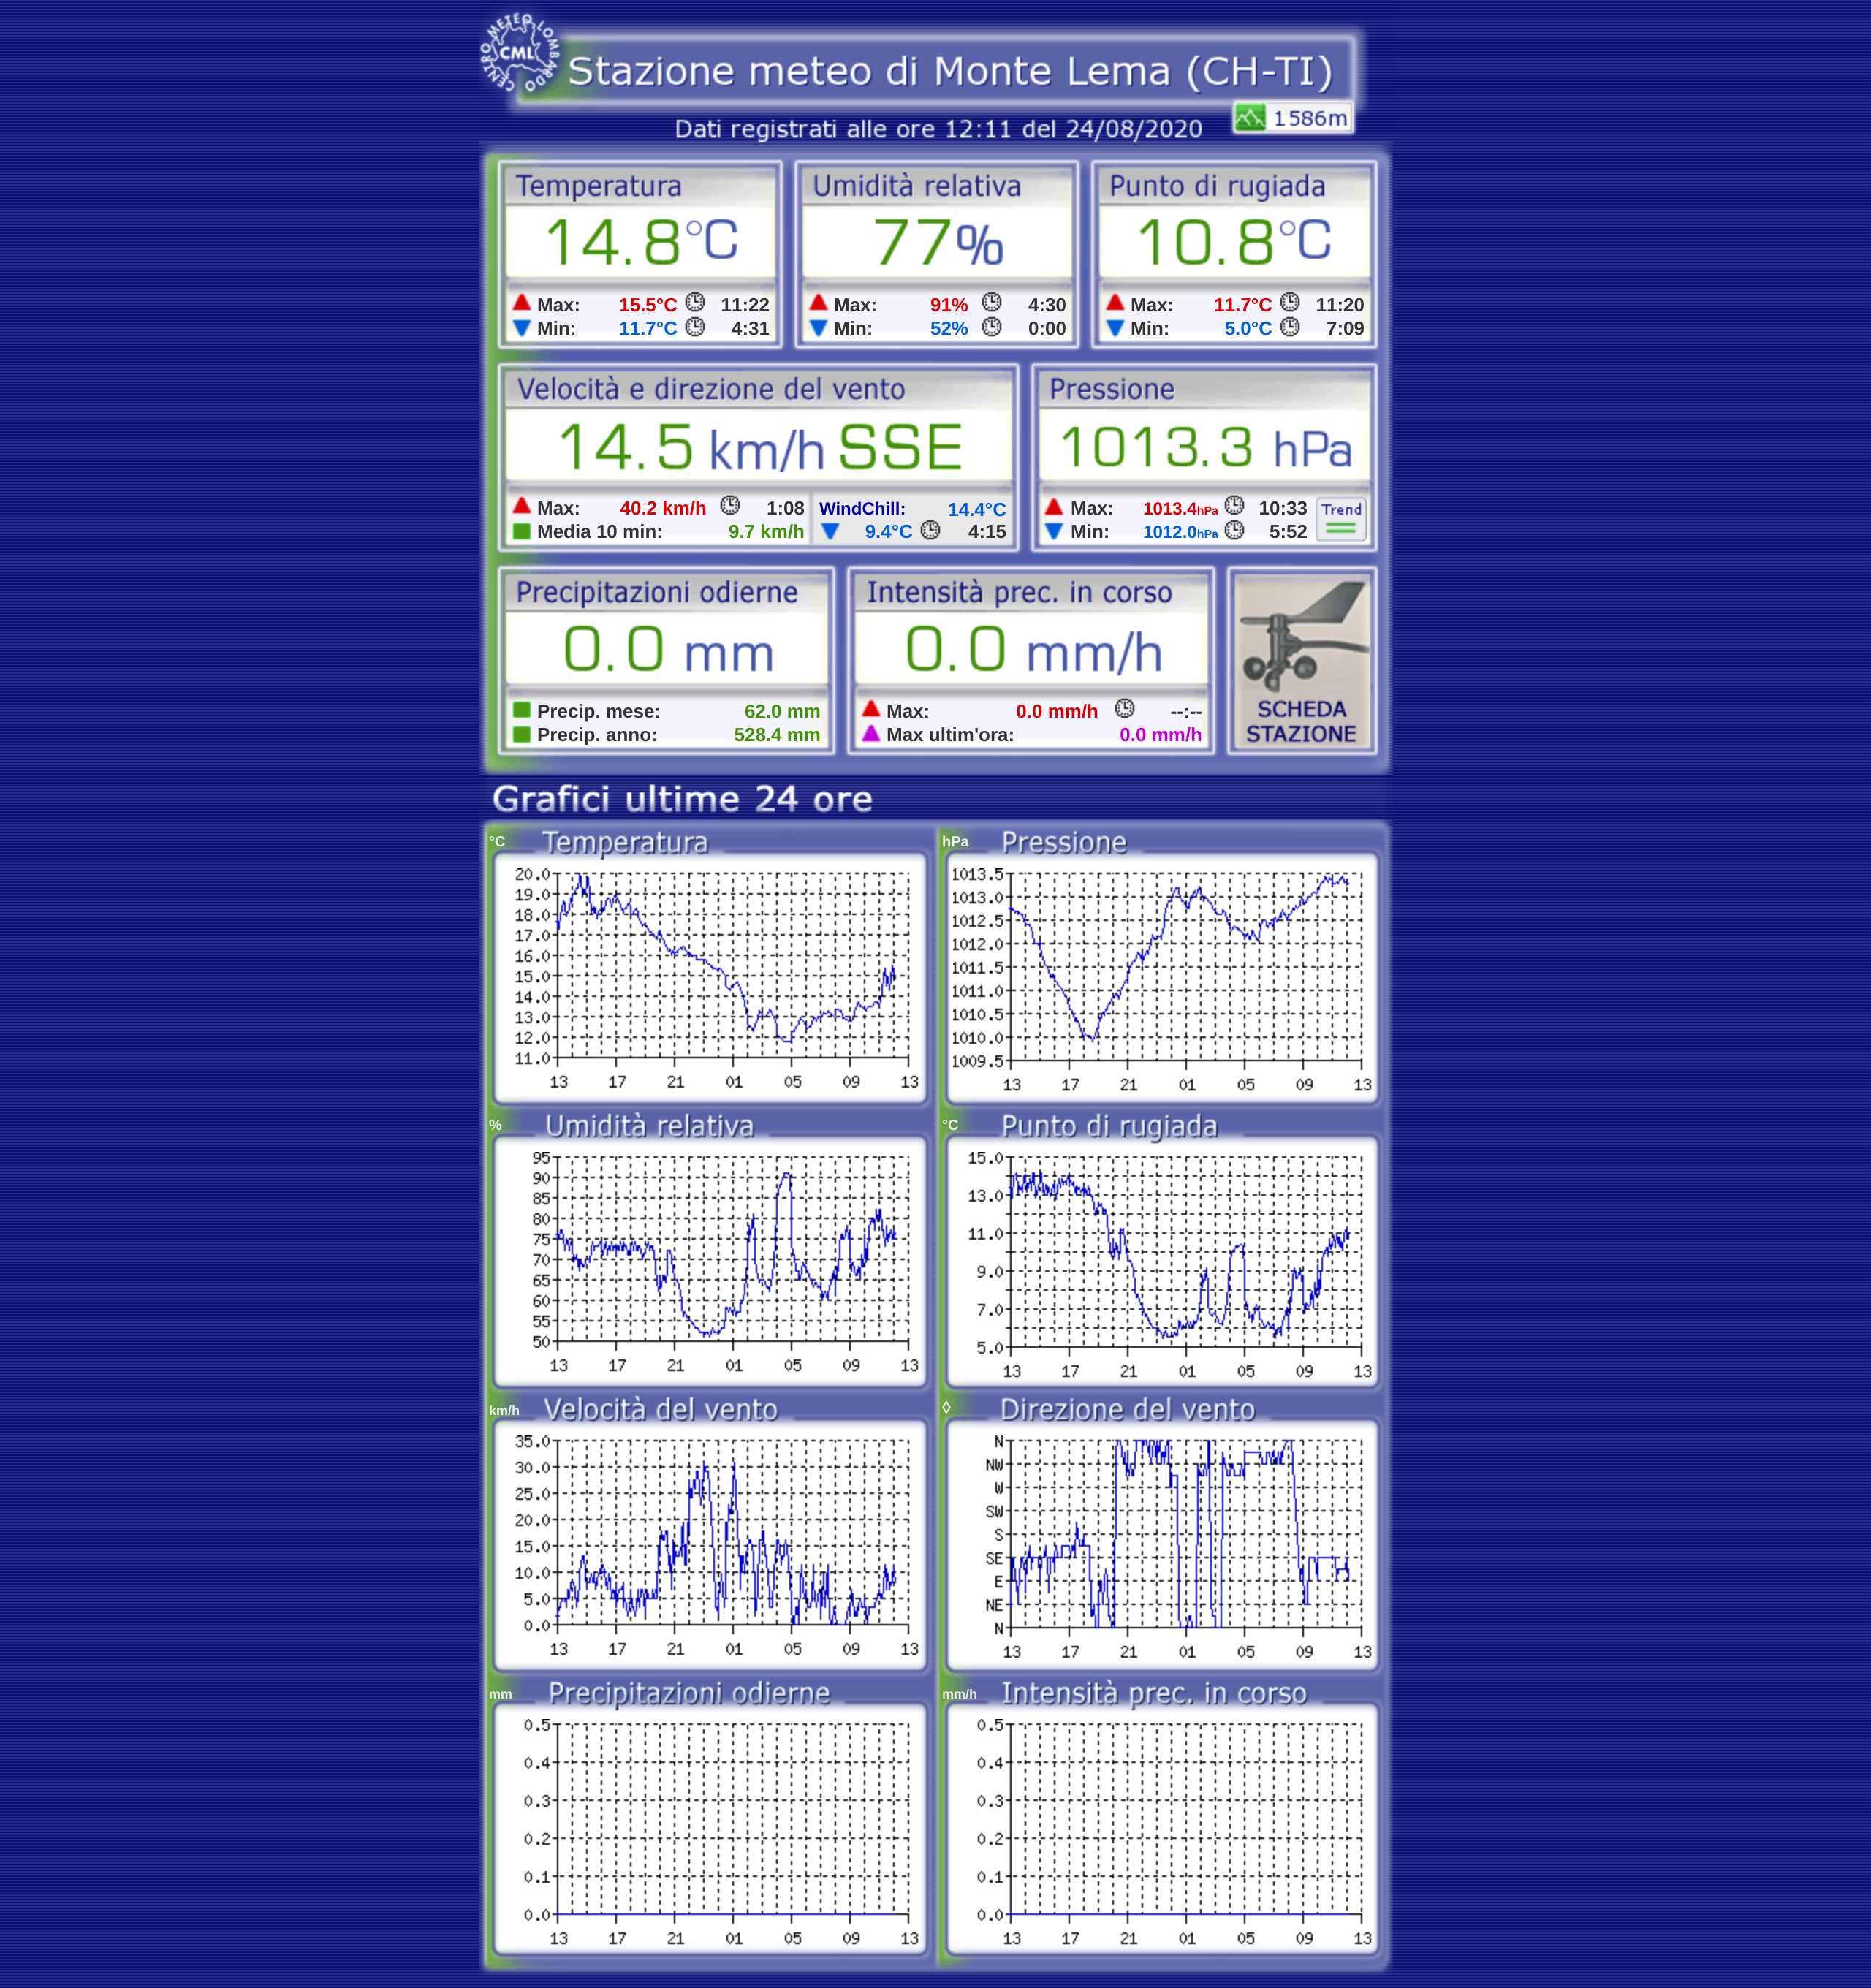 CENTRO METEO LOMBARDO
CML
Stazione meteo di Monte Lema (CH-TI)
1586m
Dati registrati alle ore 12:11 del 24/08/2020
Temperatura Umidità relativa Punto di rugiada
14.8°C 77% 10.8°C
Max: 15.5°C 11:22 Max: 91% 4:30 Max: 11.7°C 11:20
Min: 11.7°C 4:31 Min: 52% 0:00 Min: 5.0°C 7:09
Velocità e direzione del vento Pressione
14.5 km/h SSE 1013.3 hPa
Max: 40.2 km/h 1:08 WindChill: 14.4°C Max: 1013.4hPa 10:33 Trend
Media 10 min: 9.7 km/h 9.4°C 4:15 Min: 1012.0hPa 5:52
Precipitazioni odierne Intensità prec. in corso
0.0 mm 0.0 mm/h
Precip. mese: 62.0 mm Max: 0.0 mm/h --:-- SCHEDA
Precip. anno: 528.4 mm Max ultim'ora: 0.0 mm/h STAZIONE
Grafici ultime 24 ore
°C Temperatura
20.0
19.0
18.0
17.0
16.0
15.0
14.0
13.0
12.0
11.0
13 17 21 01 05 09 13
hPa Pressione
1013.5
1013.0
1012.5
1012.0
1011.5
1011.0
1010.5
1010.0
1009.5
13 17 21 01 05 09 13
% Umidità relativa
95
90
85
80
75
70
65
60
55
50
13 17 21 01 05 09 13
°C Punto di rugiada
15.0
13.0
11.0
9.0
7.0
5.0
13 17 21 01 05 09 13
km/h Velocità del vento
35.0
30.0
25.0
20.0
15.0
10.0
5.0
0.0
13 17 21 01 05 09 13
◊ Direzione del vento
N
NW
W
SW
S
SE
E
NE
N
13 17 21 01 05 09 13
mm Precipitazioni odierne
0.5
0.4
0.3
0.2
0.1
0.0
13 17 21 01 05 09 13
mm/h Intensità prec. in corso
0.5
0.4
0.3
0.2
0.1
0.0
13 17 21 01 05 09 13